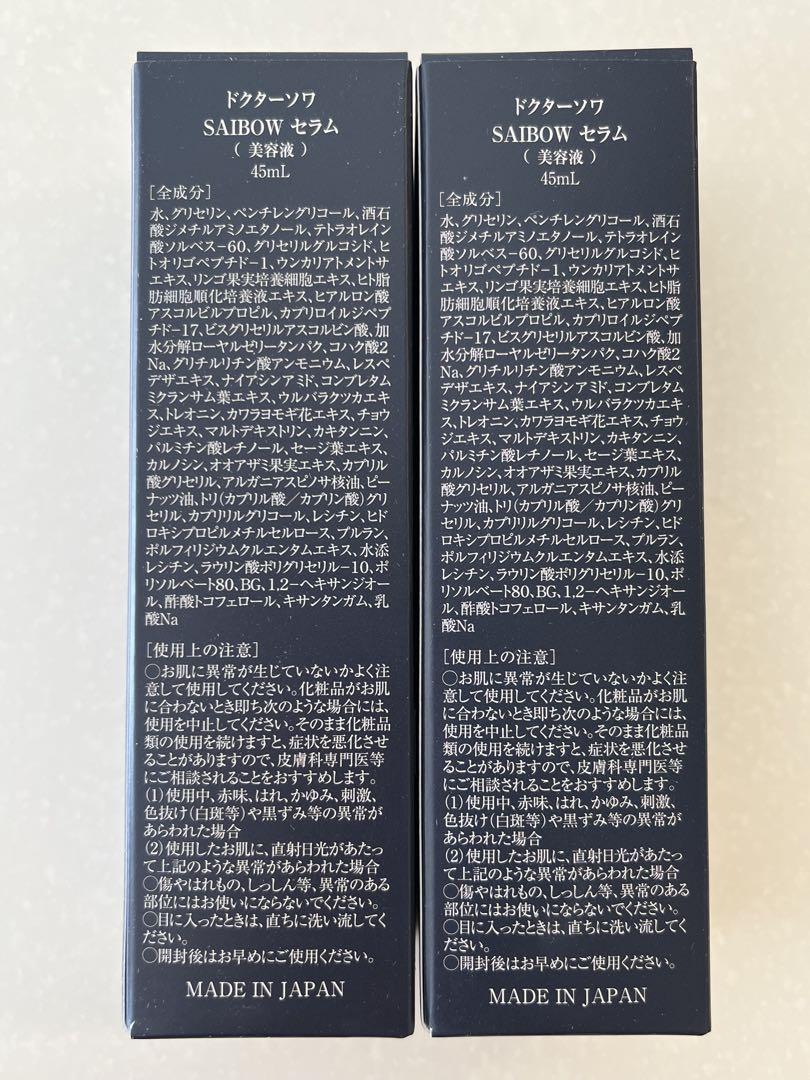 ドクターソワ
SAIBOW セラム
( 美容液 )
45mL
[全成分]
水、グリセリン、ペンチレングリコール、酒石
酸ジメチルアミノエタノール、テトラオレイン
酸ソルベス-60、グリセリルグルコシド、ヒ
トオリゴペプチド-1、ウンカリアトメントサ
エキス、リンゴ果実培養細胞エキス、ヒト脂
肪細胞順化培養液エキス、ヒアルロン酸
アスコルビルプロピル、カプリロイルジペプ
チド-17、ビスグリセリルアスコルビン酸、加
水分解ローヤルゼリータンパク、コハク酸2
Na、グリチルリチン酸アンモニウム、レスペ
デザエキス、ナイアシンアミド、コンブレタム
ミクランサム葉エキス、ウルバラクツカエキ
ス、トレオニン、カワラヨモギ花エキス、チョウ
ジエキス、マルトデキストリン、カキタンニン、
パルミチン酸レチノール、セージ葉エキス、
カルノシン、オオアザミ果実エキス、カプリル
酸グリセリル、アルガニアスピノサ核油、ピー
ナッツ油、トリ(カプリル酸/カプリン酸)グリ
セリル、カプリリルグリコール、レシチン、ヒド
ロキシプロピルメチルセルロース、プルラン、
ポルフィリジウムクルエンタムエキス、水添
レシチン、ラウリン酸ポリグリセリル-10、ポ
リソルベート80、BG、1,2-ヘキサンジオー
ル、酢酸トコフェロール、キサンタンガム、乳
酸Na
[使用上の注意]
○お肌に異常が生じていないかよく注
意して使用してください。化粧品がお肌
に合わないとき即ち次のような場合には、
使用を中止してください。そのまま化粧品
類の使用を続けますと、症状を悪化させ
ることがありますので、皮膚科専門医等
にご相談されることをおすすめします。
(1)使用中、赤味、はれ、かゆみ、刺激、
色抜け(白斑等)や黒ずみ等の異常が
あらわれた場合
(2)使用したお肌に、直射日光があたっ
て上記のような異常があらわれた場合
○傷やはれもの、しっしん等、異常のある
部位にはお使いにならないでください。
○目に入ったときは、直ちに洗い流してく
ださい。
○開封後はお早めにご使用ください。
MADE IN JAPAN
ドクターソワ
SAIBOW セラム
( 美容液 )
45mL
[全成分]
水、グリセリン、ペンチレングリコール、酒石
酸ジメチルアミノエタノール、テトラオレイン
酸ソルベス-60、グリセリルグルコシド、ヒ
トオリゴペプチド-1、ウンカリアトメントサ
エキス、リンゴ果実培養細胞エキス、ヒト脂
肪細胞順化培養液エキス、ヒアルロン酸
アスコルビルプロピル、カプリロイルジペプ
チド-17、ビスグリセリルアスコルビン酸、加
水分解ローヤルゼリータンパク、コハク酸2
Na、グリチルリチン酸アンモニウム、レスペ
デザエキス、ナイアシンアミド、コンブレタム
ミクランサム葉エキス、ウルバラクツカエキ
ス、トレオニン、カワラヨモギ花エキス、チョウ
ジエキス、マルトデキストリン、カキタンニン、
パルミチン酸レチノール、セージ葉エキス、
カルノシン、オオアザミ果実エキス、カプリル
酸グリセリル、アルガニアスピノサ核油、ピー
ナッツ油、トリ(カプリル酸/カプリン酸)グリ
セリル、カプリリルグリコール、レシチン、ヒド
ロキシプロピルメチルセルロース、プルラン、
ポルフィリジウムクルエンタムエキス、水添
レシチン、ラウリン酸ポリグリセリル-10、ポ
リソルベート80、BG、1,2-ヘキサンジオー
ル、酢酸トコフェロール、キサンタンガム、乳
酸Na
[使用上の注意]
○お肌に異常が生じていないかよく注
意して使用してください。化粧品がお肌
に合わないとき即ち次のような場合には、
使用を中止してください。そのまま化粧品
類の使用を続けますと、症状を悪化させ
ることがありますので、皮膚科専門医等
にご相談されることをおすすめします。
(1)使用中、赤味、はれ、かゆみ、刺激、
色抜け(白斑等)や黒ずみ等の異常が
あらわれた場合
(2)使用したお肌に、直射日光があたっ
て上記のような異常があらわれた場合
○傷やはれもの、しっしん等、異常のある
部位にはお使いにならないでください。
○目に入ったときは、直ちに洗い流してく
ださい。
○開封後はお早めにご使用ください。
MADE IN JAPAN